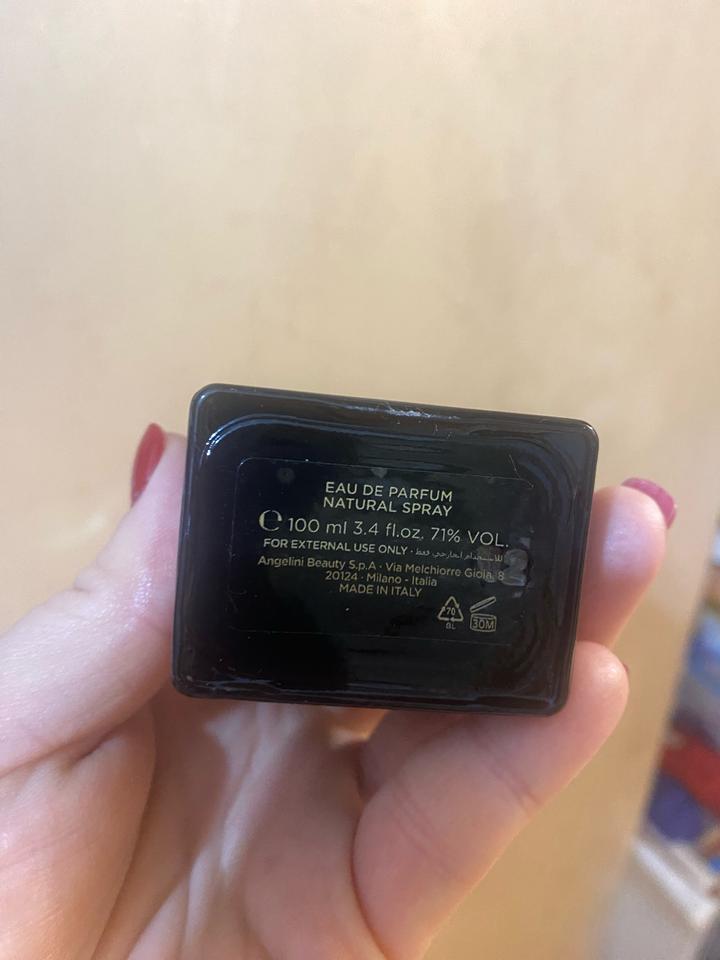 EAU DE PARFUM
NATURAL SPRAY
℮ 100 ml 3.4 fl.oz. 71% VOL.
FOR EXTERNAL USE ONLY · للاستخدام الخارجي فقط
Angelini Beauty S.p.A · Via Melchiorre Gioia, 8
20124 · Milano - Italia
MADE IN ITALY
70
GL
30M